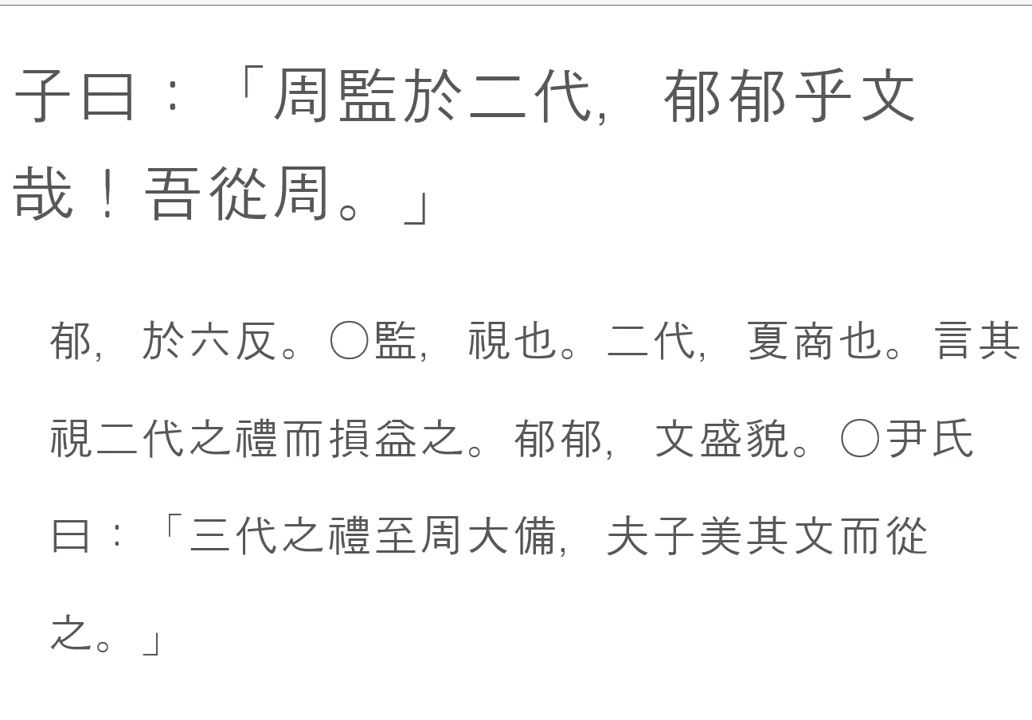 子曰：「周監於二代，郁郁乎文
哉！吾從周。」
郁，於六反。〇監，視也。二代，夏商也。言其
視二代之禮而損益之。郁郁，文盛貌。〇尹氏
曰：「三代之禮至周大備，夫子美其文而從
之。」